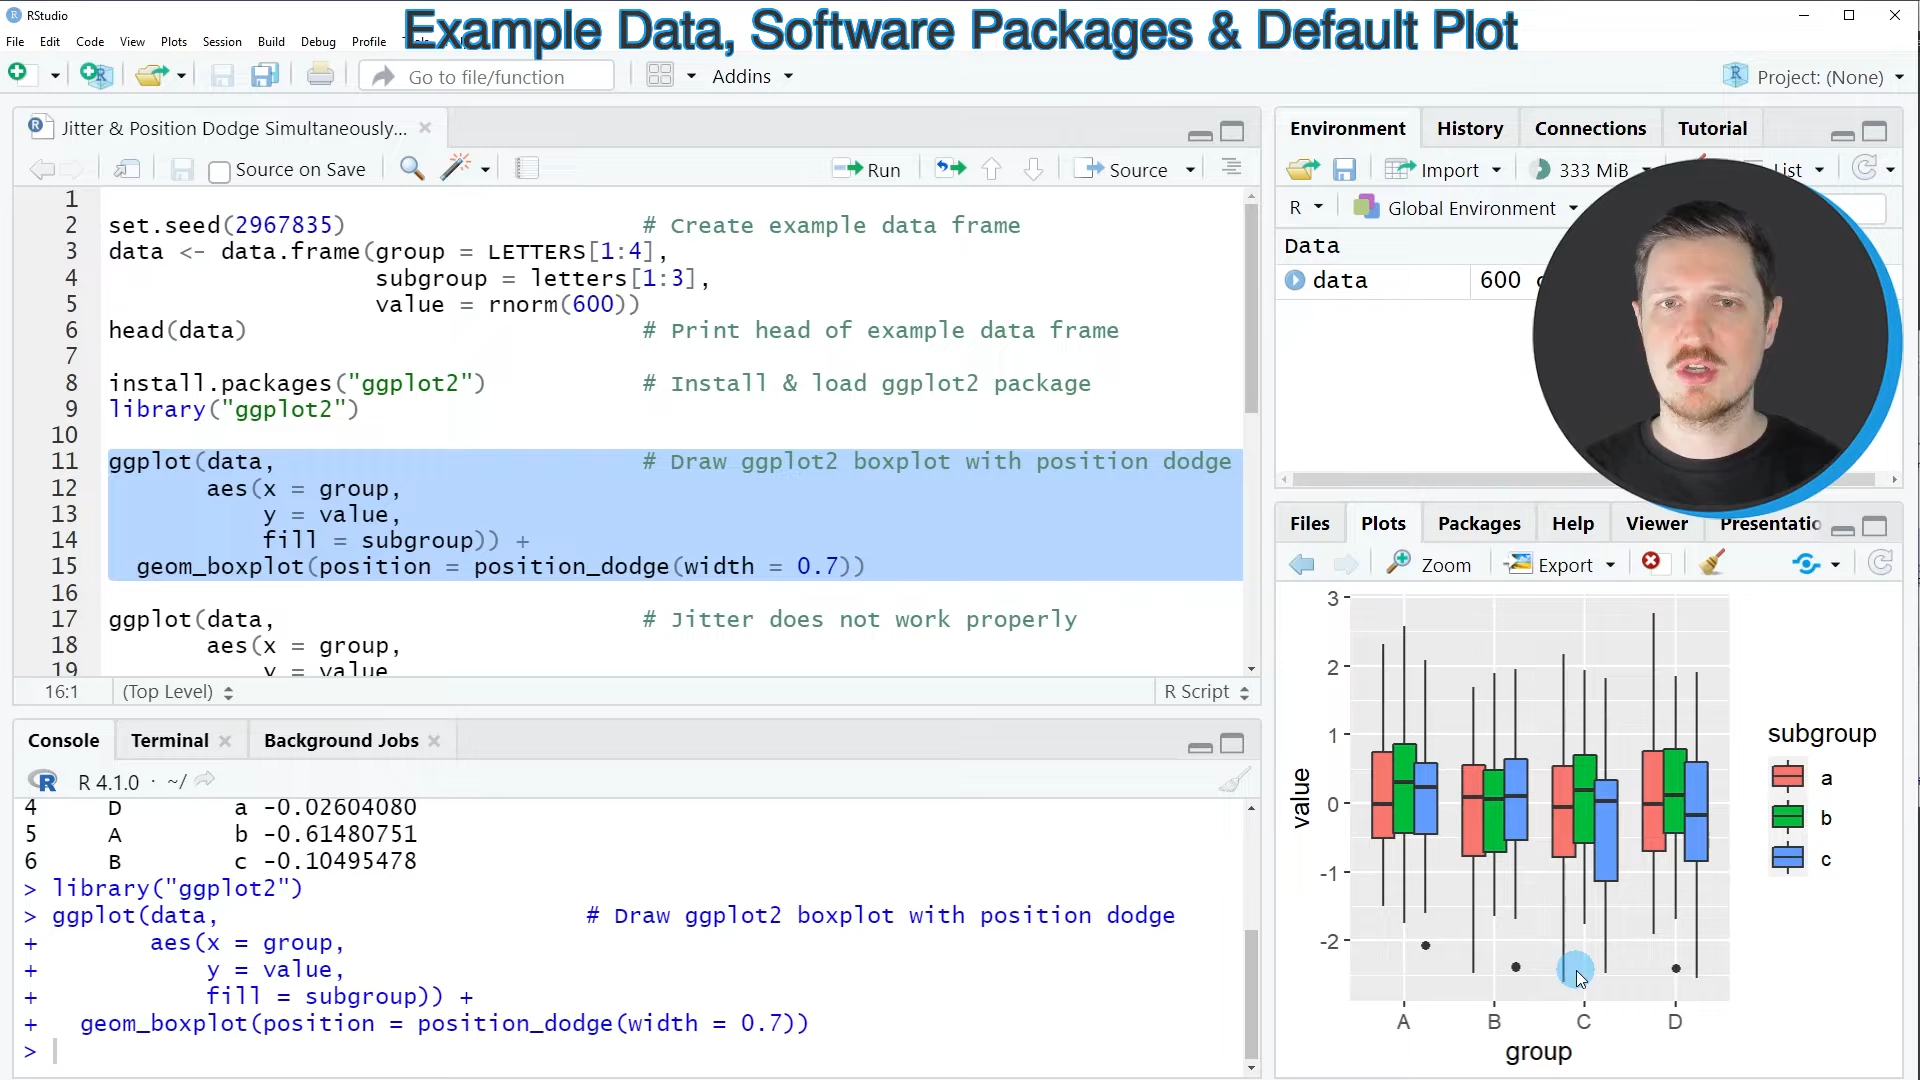 RStudio
Example Data, Software Packages & Default Plot
File Edit Code View Plots Session Build Debug Profile
Go to file/function
Addins
Project: (None)
Jitter & Position Dodge Simultaneously...
Source on Save
Run
Source
1
2 set.seed(2967835) # Create example data frame
3 data <- data.frame(group = LETTERS[1:4],
4 subgroup = letters[1:3],
5 value = rnorm(600))
6 head(data) # Print head of example data frame
7
8 install.packages("ggplot2") # Install & load ggplot2 package
9 library("ggplot2")
10
11 ggplot(data, # Draw ggplot2 boxplot with position dodge
12 aes(x = group,
13 y = value,
14 fill = subgroup)) +
15 geom_boxplot(position = position_dodge(width = 0.7))
16
17 ggplot(data, # Jitter does not work properly
18 aes(x = group,
19 y = value
16:1 (Top Level) R Script
Console Terminal Background Jobs
R 4.1.0 · ~/
4 D a -0.02604080
5 A b -0.61480751
6 B c -0.10495478
> library("ggplot2")
> ggplot(data, # Draw ggplot2 boxplot with position dodge
+ aes(x = group,
+ y = value,
+ fill = subgroup)) +
+ geom_boxplot(position = position_dodge(width = 0.7))
>
Environment History Connections Tutorial
Import 333 MiB List
R Global Environment
Data
data 600
Files Plots Packages Help Viewer Presentatio
Zoom Export
3
2
1
0
-1
-2
value
A B C D
group
subgroup
a
b
c